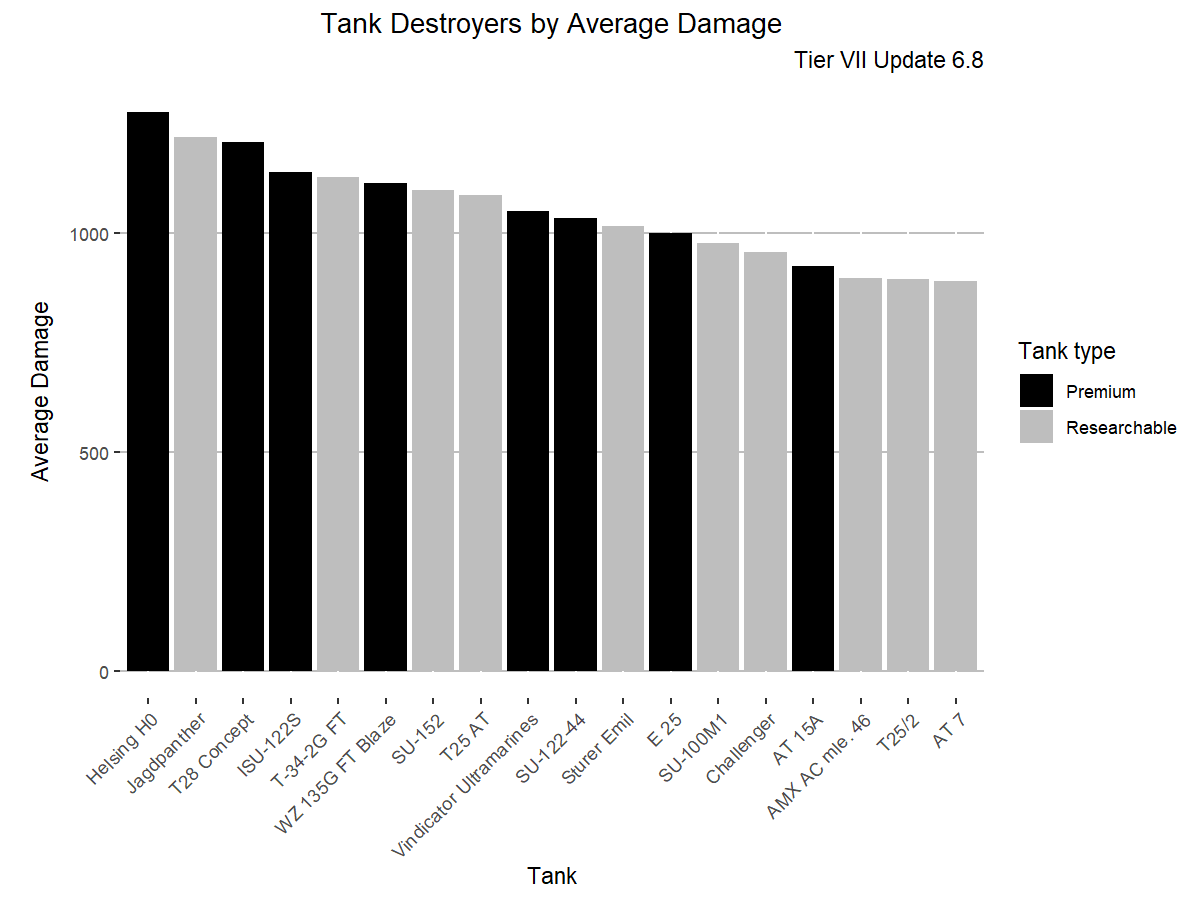 Tank Destroyers by Average Damage
Tier VII Update 6.8
Average Damage
1000
500
0
Helsing H0
Jagdpanther
T28 Concept
ISU-122S
T-34-2G FT
WZ 135G FT Blaze
SU-152
T25 AT
Vindicator Ultramarines
SU-122-44
Sturer Emil
E 25
SU-100M1
Challenger
AT 15A
AMX AC mle. 46
T25/2
AT 7
Tank
Tank type
Premium
Researchable